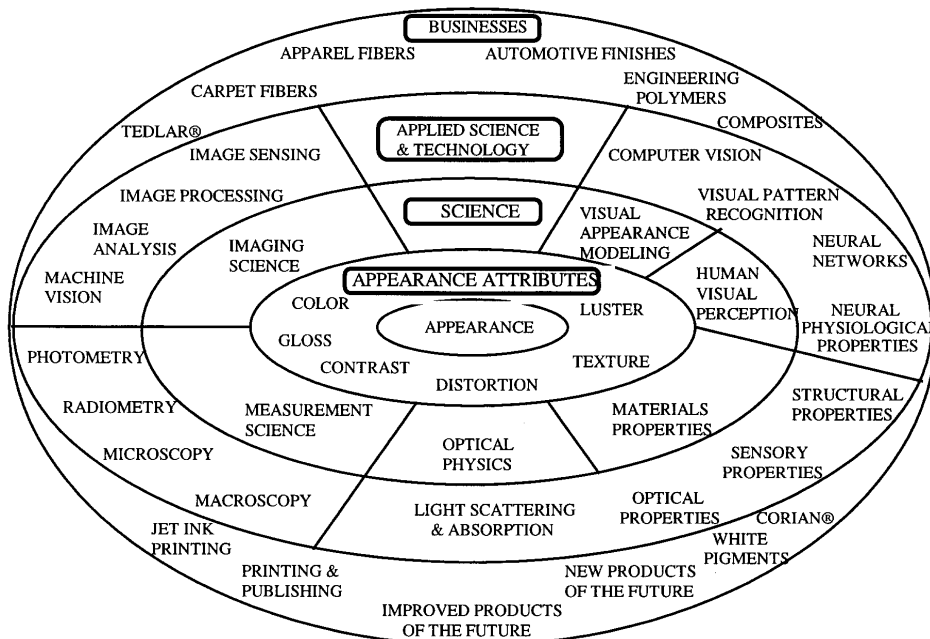 BUSINESSES
APPAREL FIBERS
AUTOMOTIVE FINISHES
CARPET FIBERS
ENGINEERING
POLYMERS
TEDLAR®
COMPOSITES
APPLIED SCIENCE
& TECHNOLOGY
IMAGE SENSING
COMPUTER VISION
IMAGE PROCESSING
VISUAL PATTERN
RECOGNITION
IMAGE
ANALYSIS
NEURAL
NETWORKS
MACHINE
VISION
NEURAL
PHYSIOLOGICAL
PROPERTIES
SCIENCE
IMAGING
SCIENCE
VISUAL
APPEARANCE
MODELING
HUMAN
VISUAL
PERCEPTION
APPEARANCE ATTRIBUTES
COLOR
LUSTER
GLOSS
APPEARANCE
CONTRAST
TEXTURE
DISTORTION
PHOTOMETRY
RADIOMETRY
MEASUREMENT
SCIENCE
MATERIALS
PROPERTIES
STRUCTURAL
PROPERTIES
OPTICAL
PHYSICS
MICROSCOPY
SENSORY
PROPERTIES
MACROSCOPY
LIGHT SCATTERING
& ABSORPTION
OPTICAL
PROPERTIES
CORIAN®
JET INK
PRINTING
WHITE
PIGMENTS
PRINTING &
PUBLISHING
NEW PRODUCTS
OF THE FUTURE
IMPROVED PRODUCTS
OF THE FUTURE